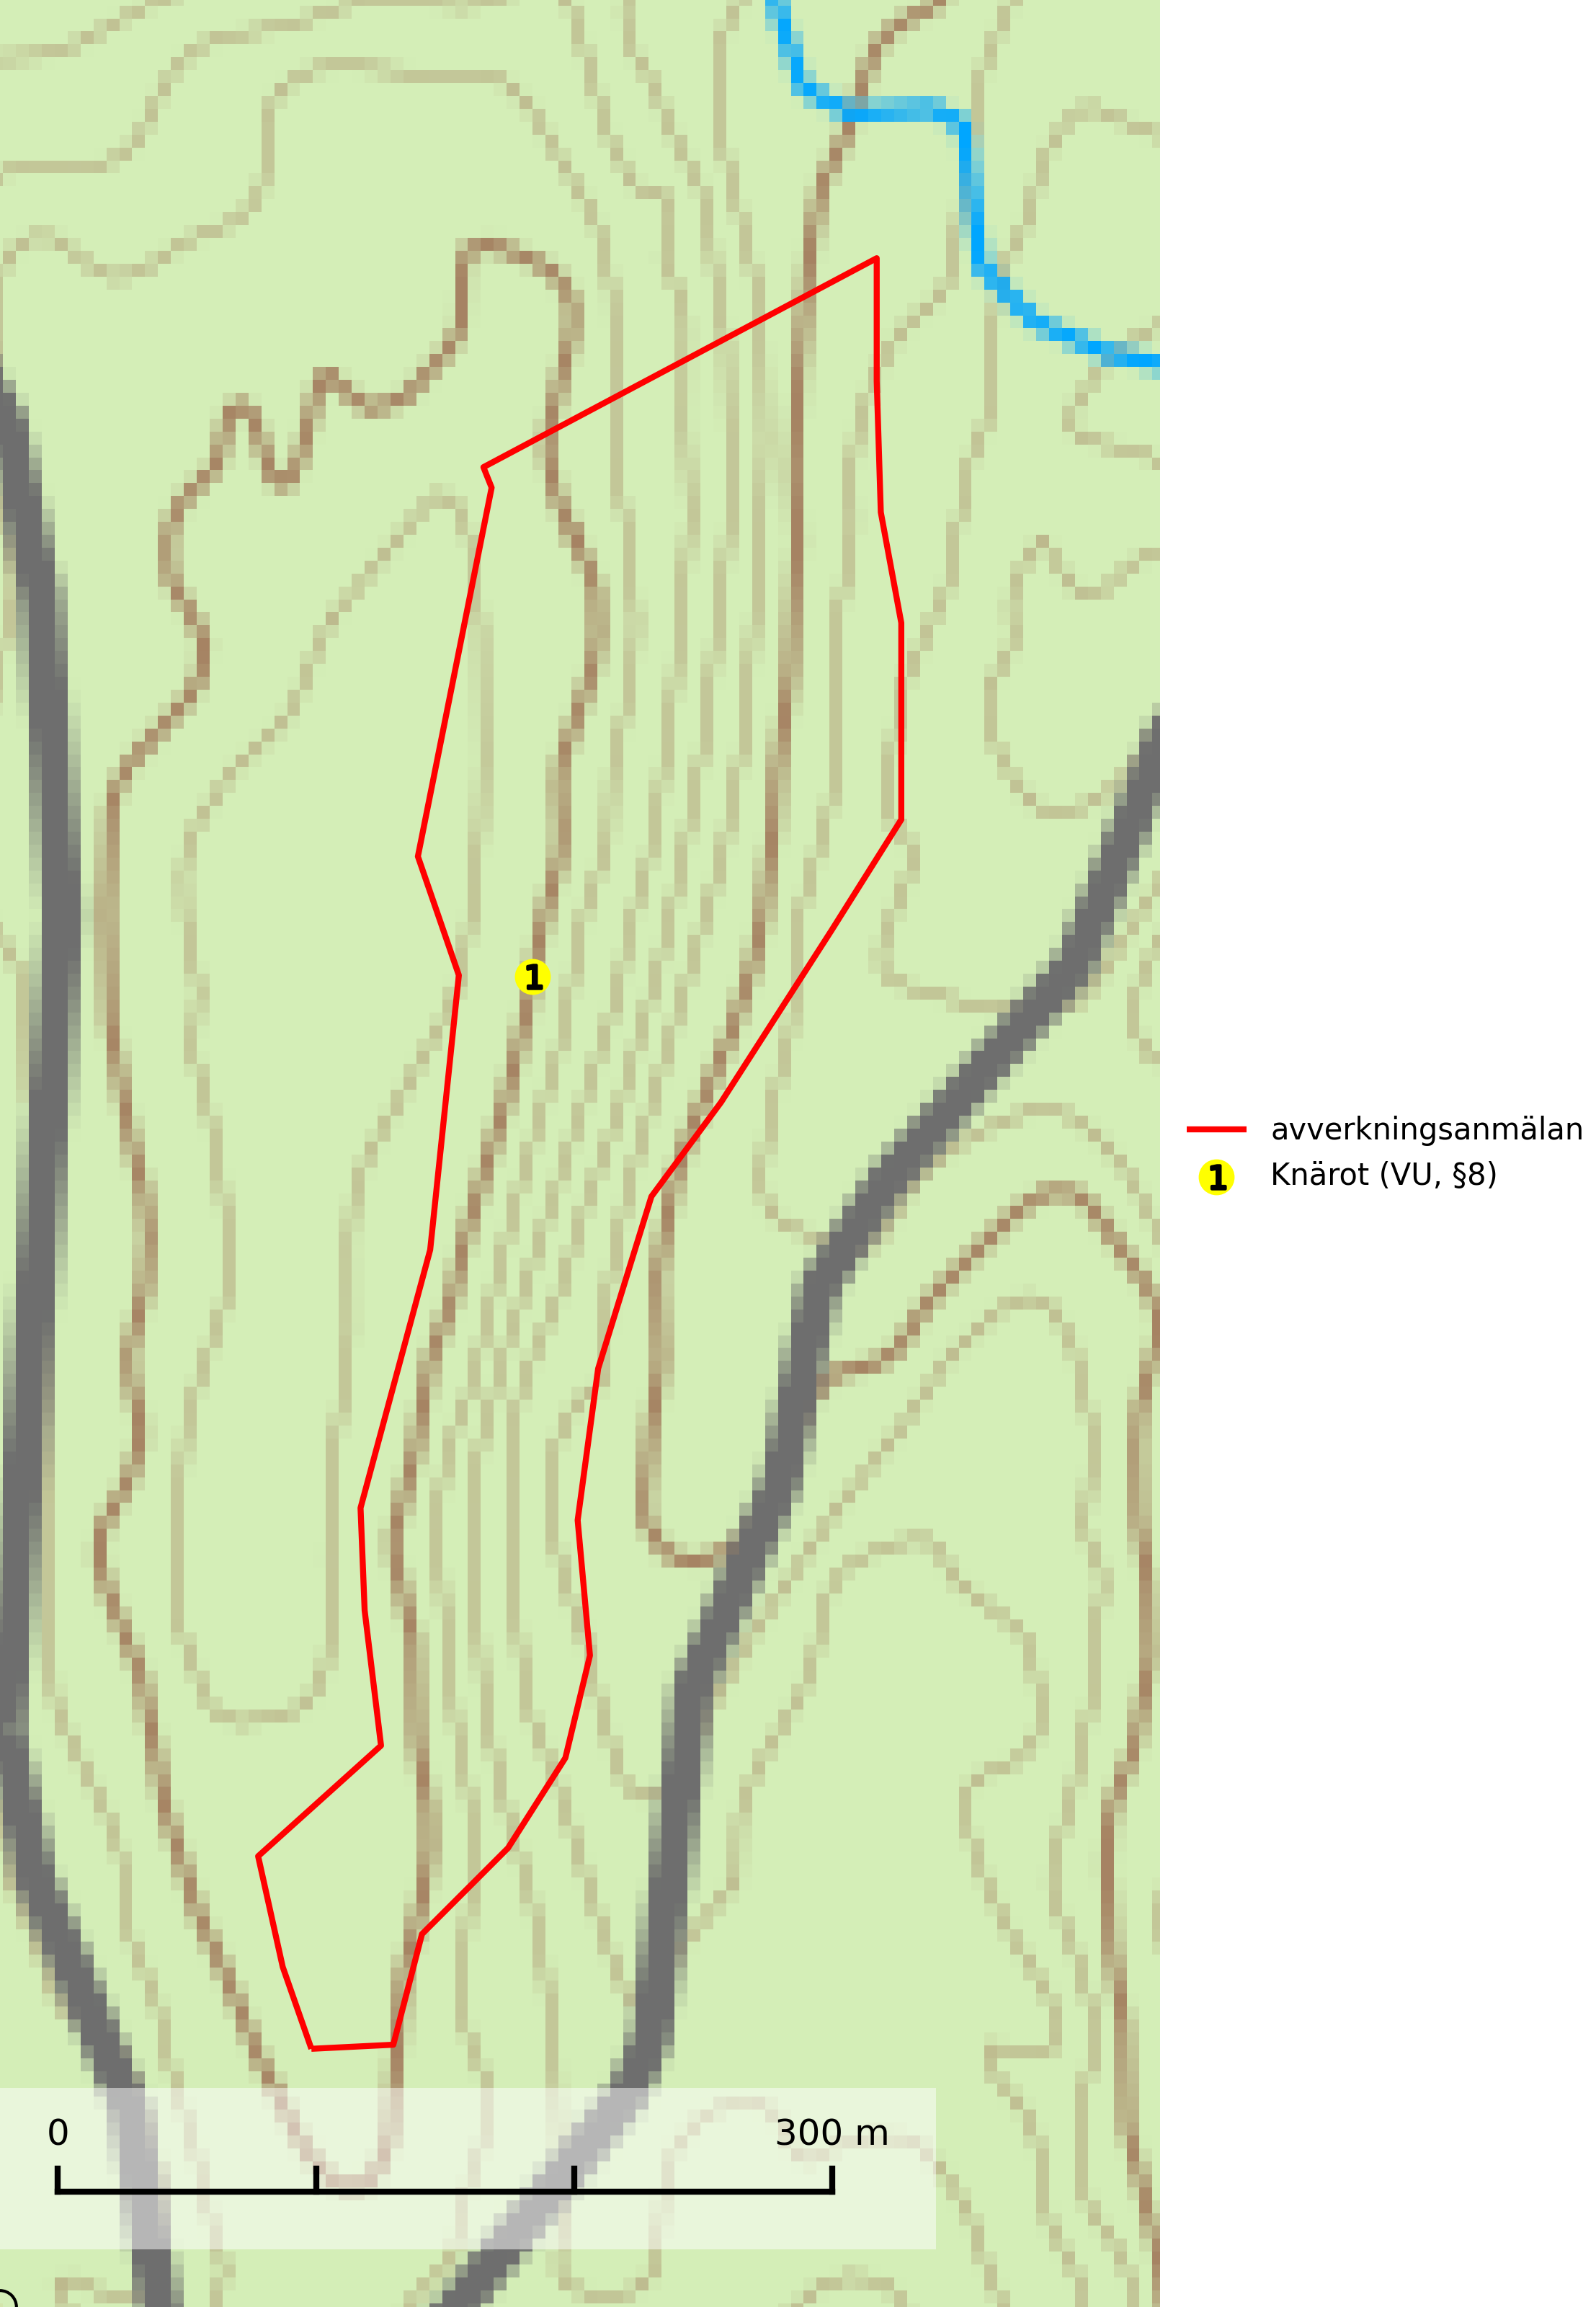 1
avverkningsanmälan
1 Knärot (VU, §8)
0 300 m